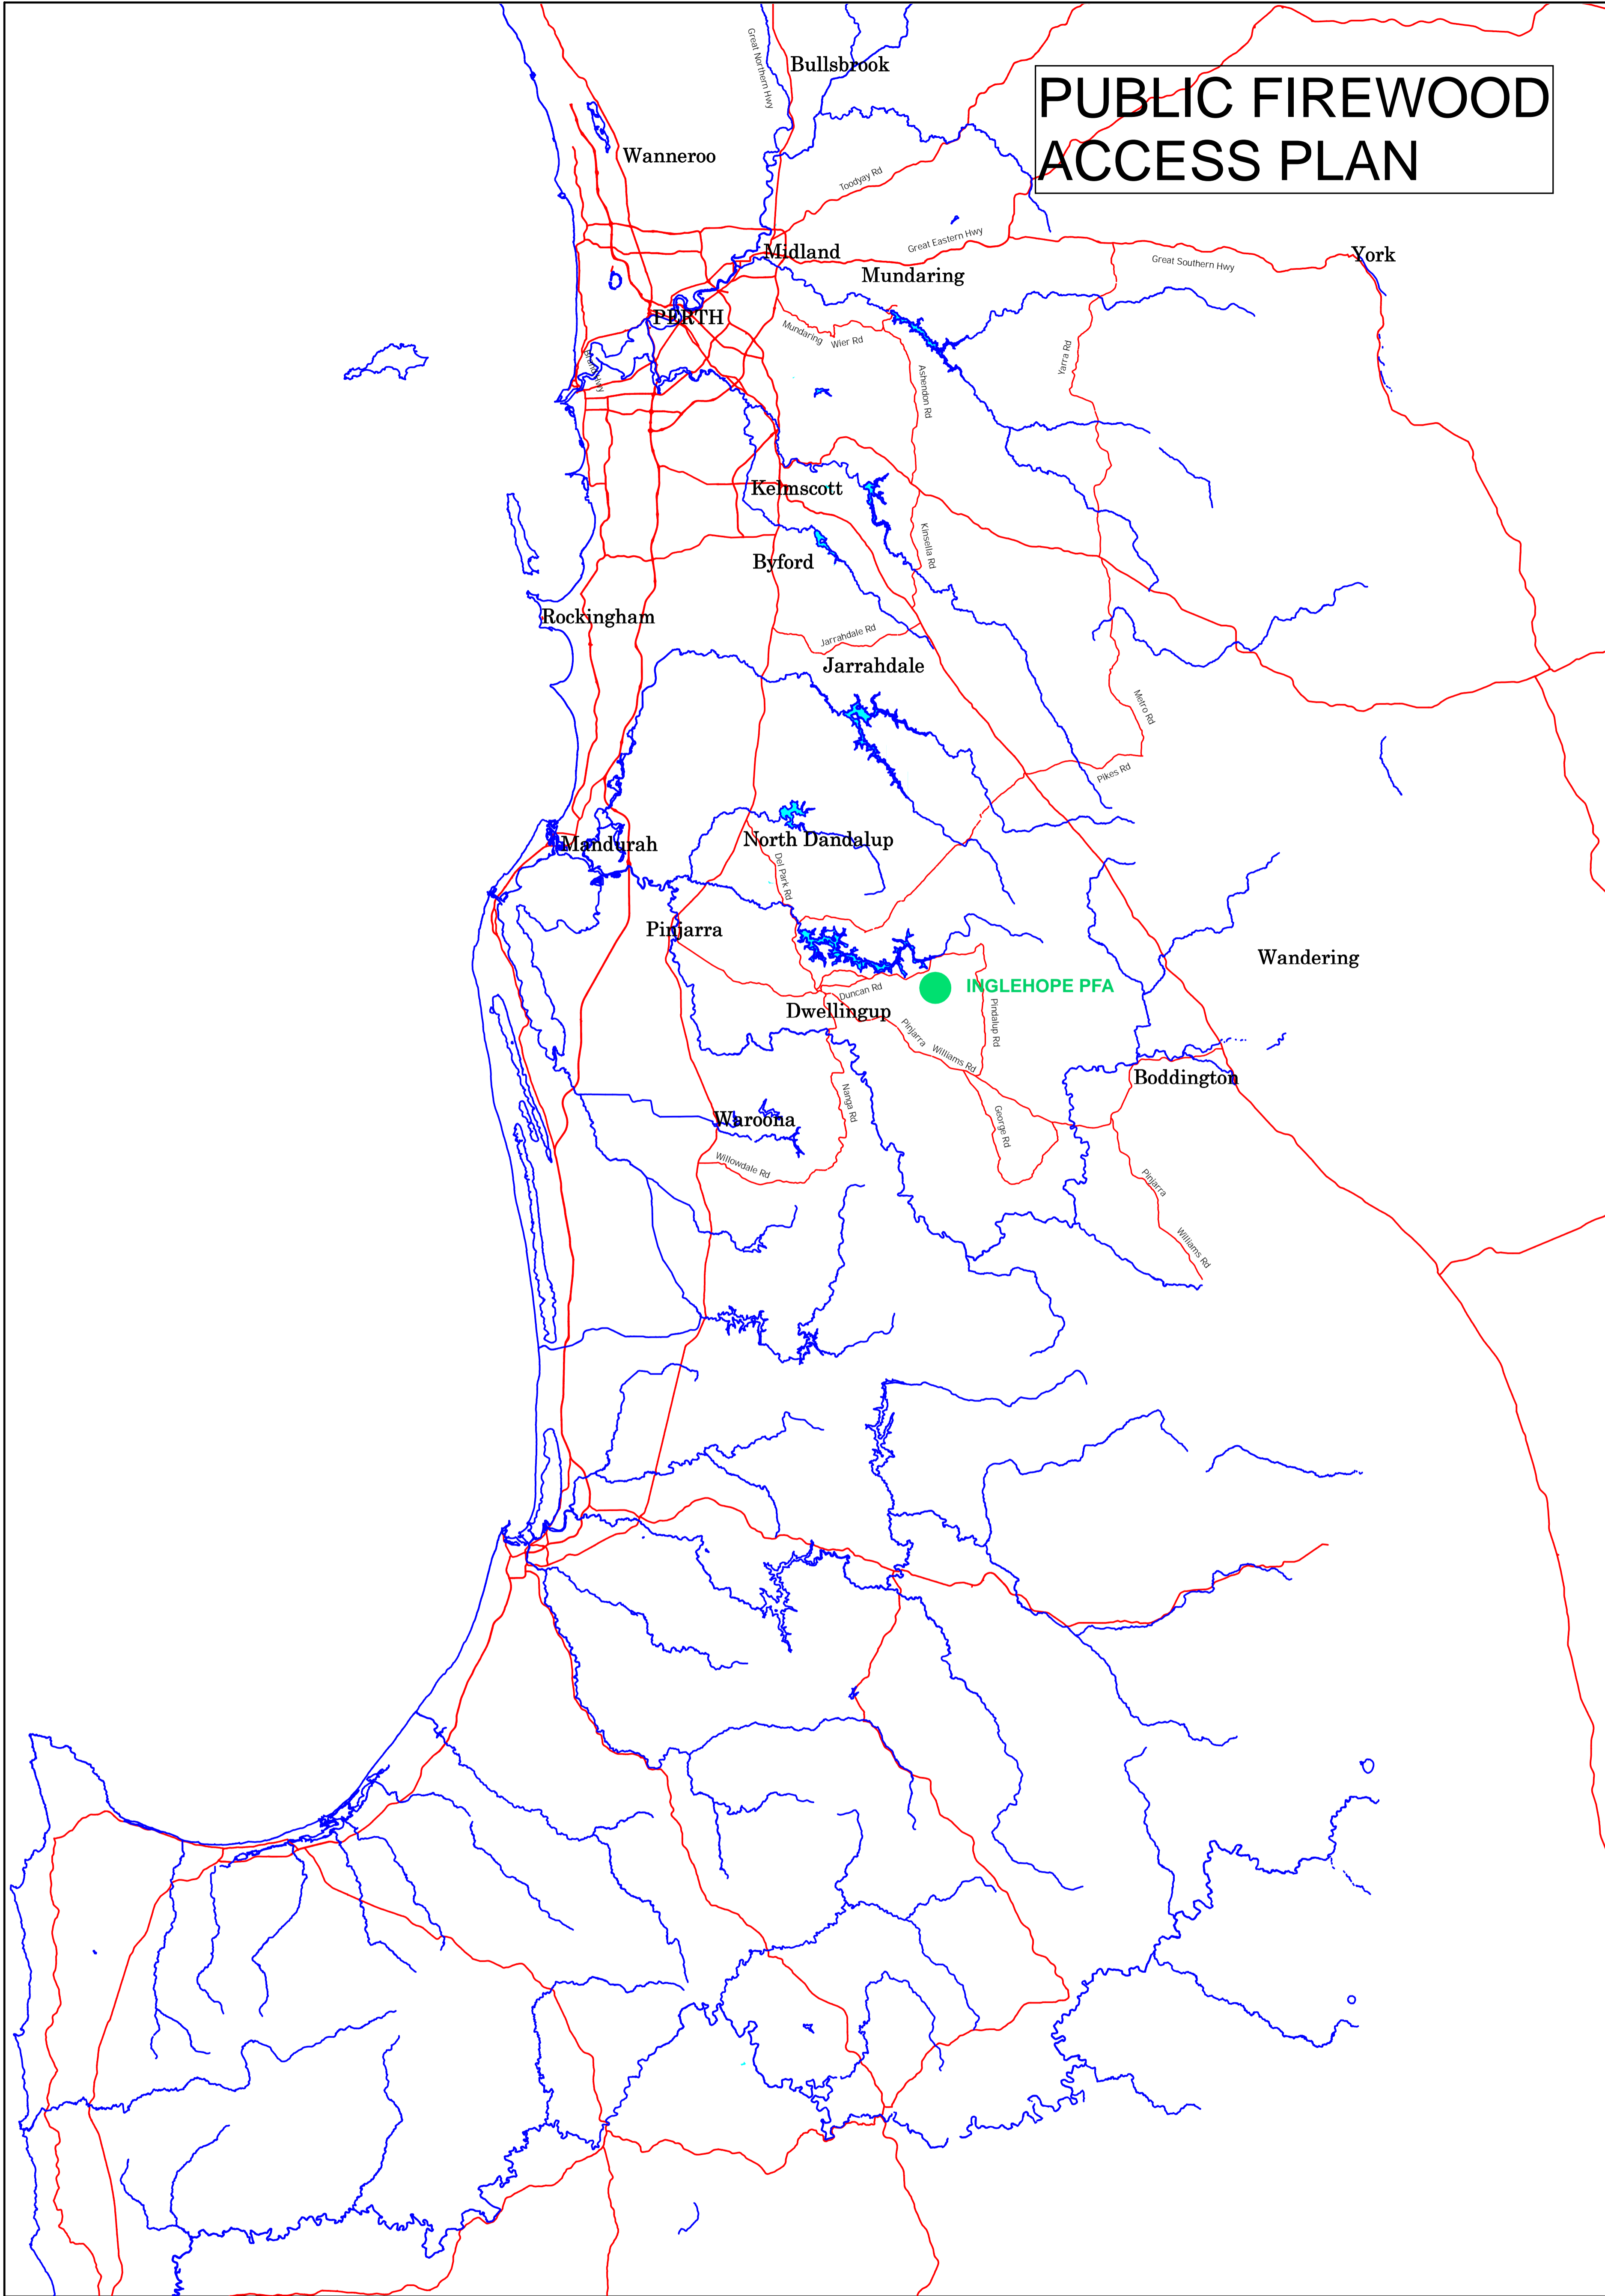 PUBLIC FIREWOOD
ACCESS PLAN
Great Northern Hwy
Bullsbrook
Wanneroo
Toodyay Rd
Midland
Great Eastern Hwy
Great Southern Hwy
York
Mundaring
PERTH
Mundaring
Wier Rd
Yarra Rd
Ashendon Rd
Kelmscott
Kinsella Rd
Byford
Rockingham
Jarrahdale Rd
Jarrahdale
Metro Rd
Pikes Rd
Mandurah
North Dandalup
Del Park Rd
Pinjarra
Wandering
INGLEHOPE PFA
Duncan Rd
Dwellingup
Pindalup Rd
Pinjarra
Williams Rd
Boddington
Nanga Rd
Waroona
George Rd
Willowdale Rd
Pinjarra
Williams Rd